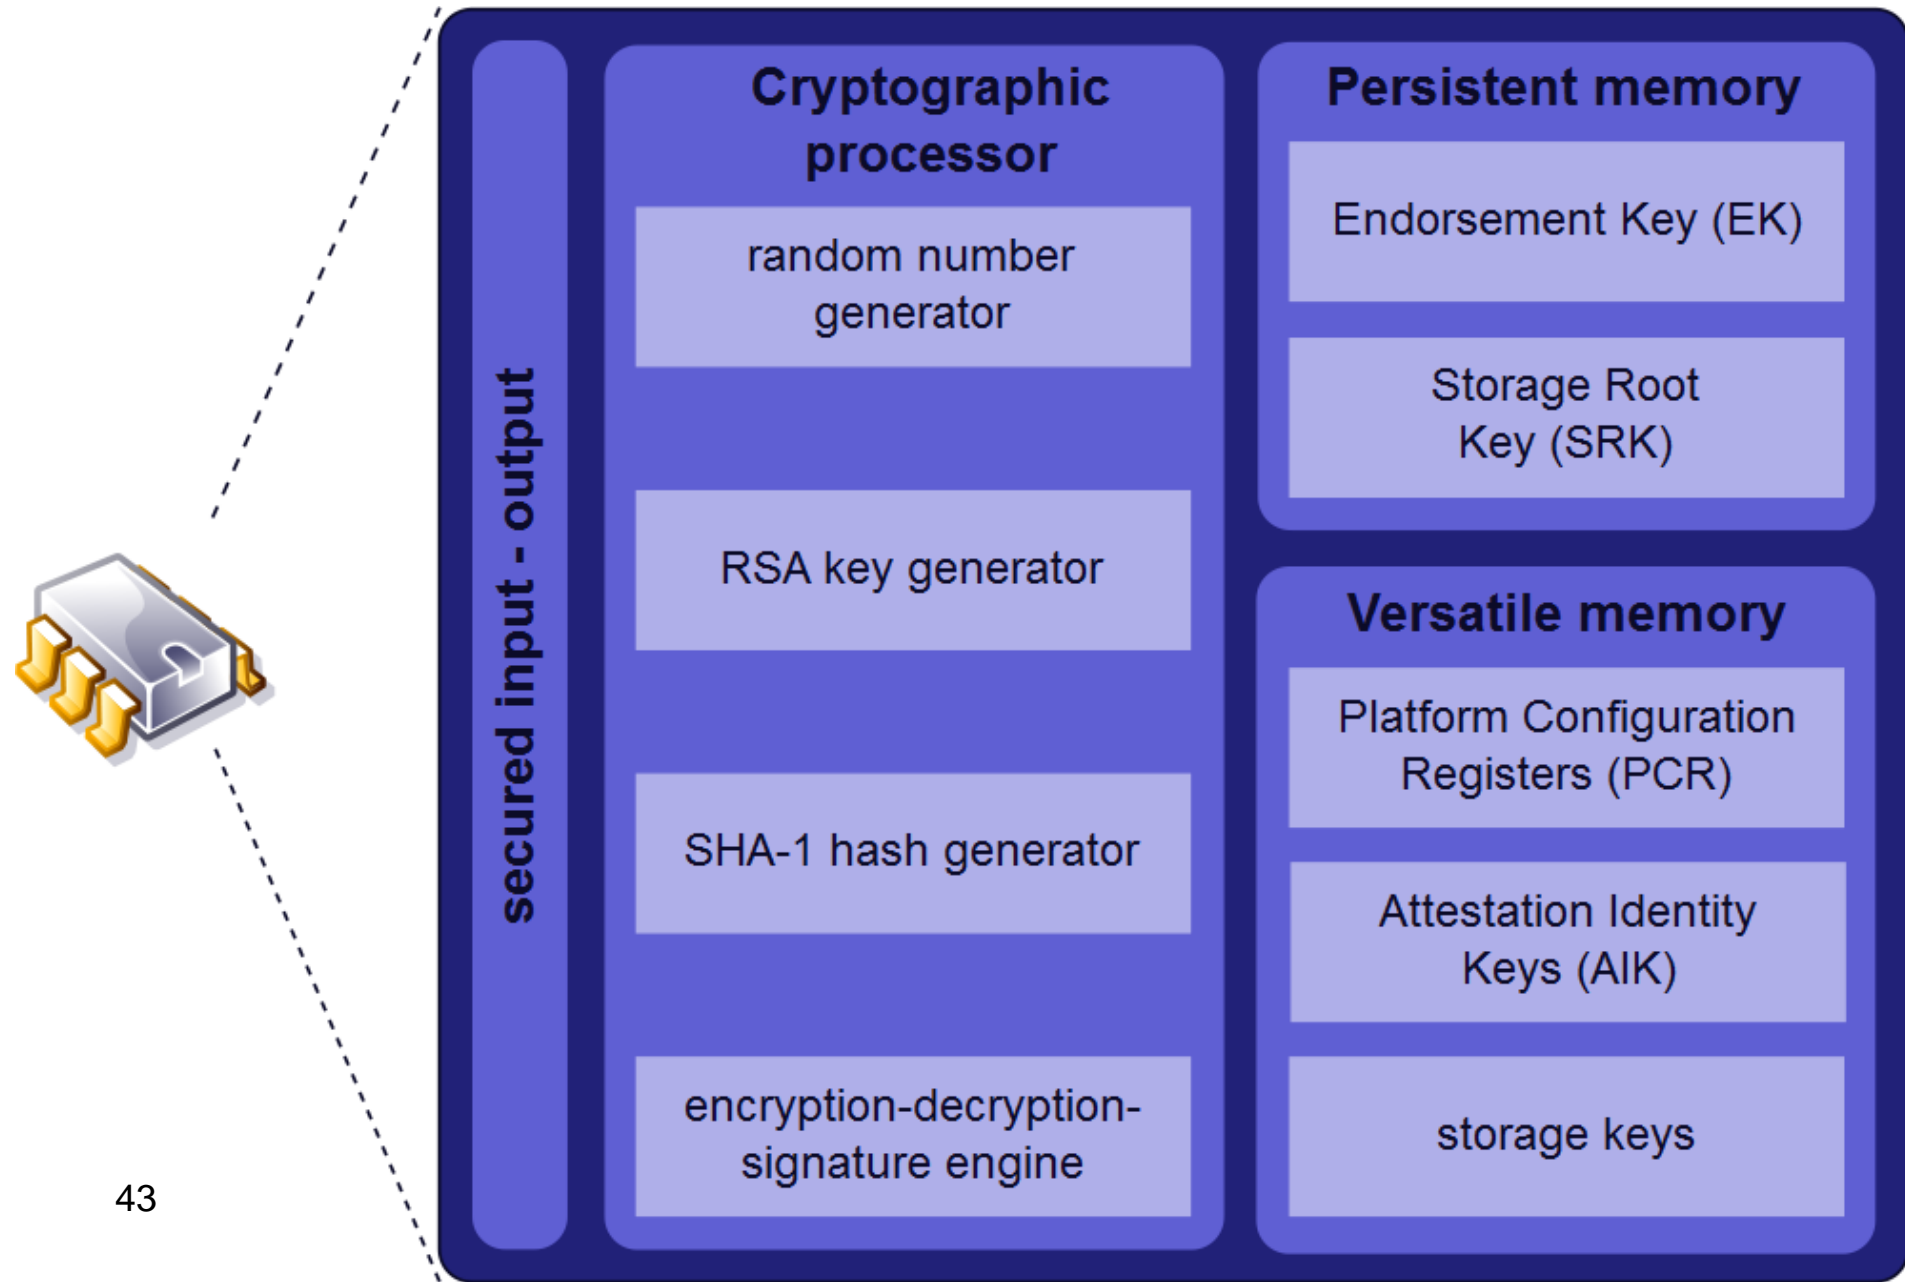 secured input - output
Cryptographic
processor
random number
generator
RSA key generator
SHA-1 hash generator
encryption-decryption-
signature engine
Persistent memory
Endorsement Key (EK)
Storage Root
Key (SRK)
Versatile memory
Platform Configuration
Registers (PCR)
Attestation Identity
Keys (AIK)
storage keys
43